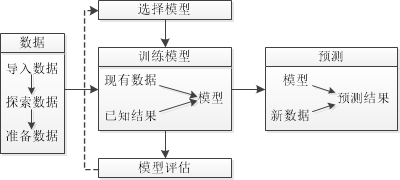 选择模型
数据
导入数据
探索数据
准备数据
训练模型
现有数据
已知结果
模型
预测
模型
新数据
预测结果
模型评估